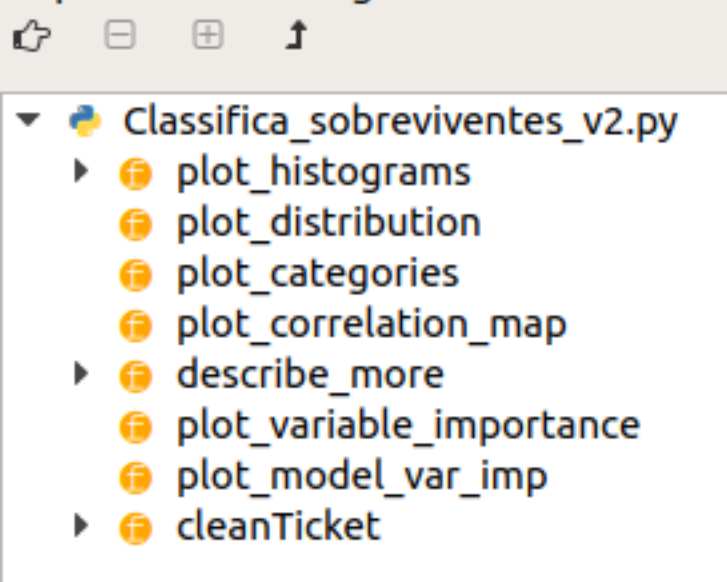 Classifica_sobreviventes_v2.py
plot_histograms
plot_distribution
plot_categories
plot_correlation_map
describe_more
plot_variable_importance
plot_model_var_imp
cleanTicket